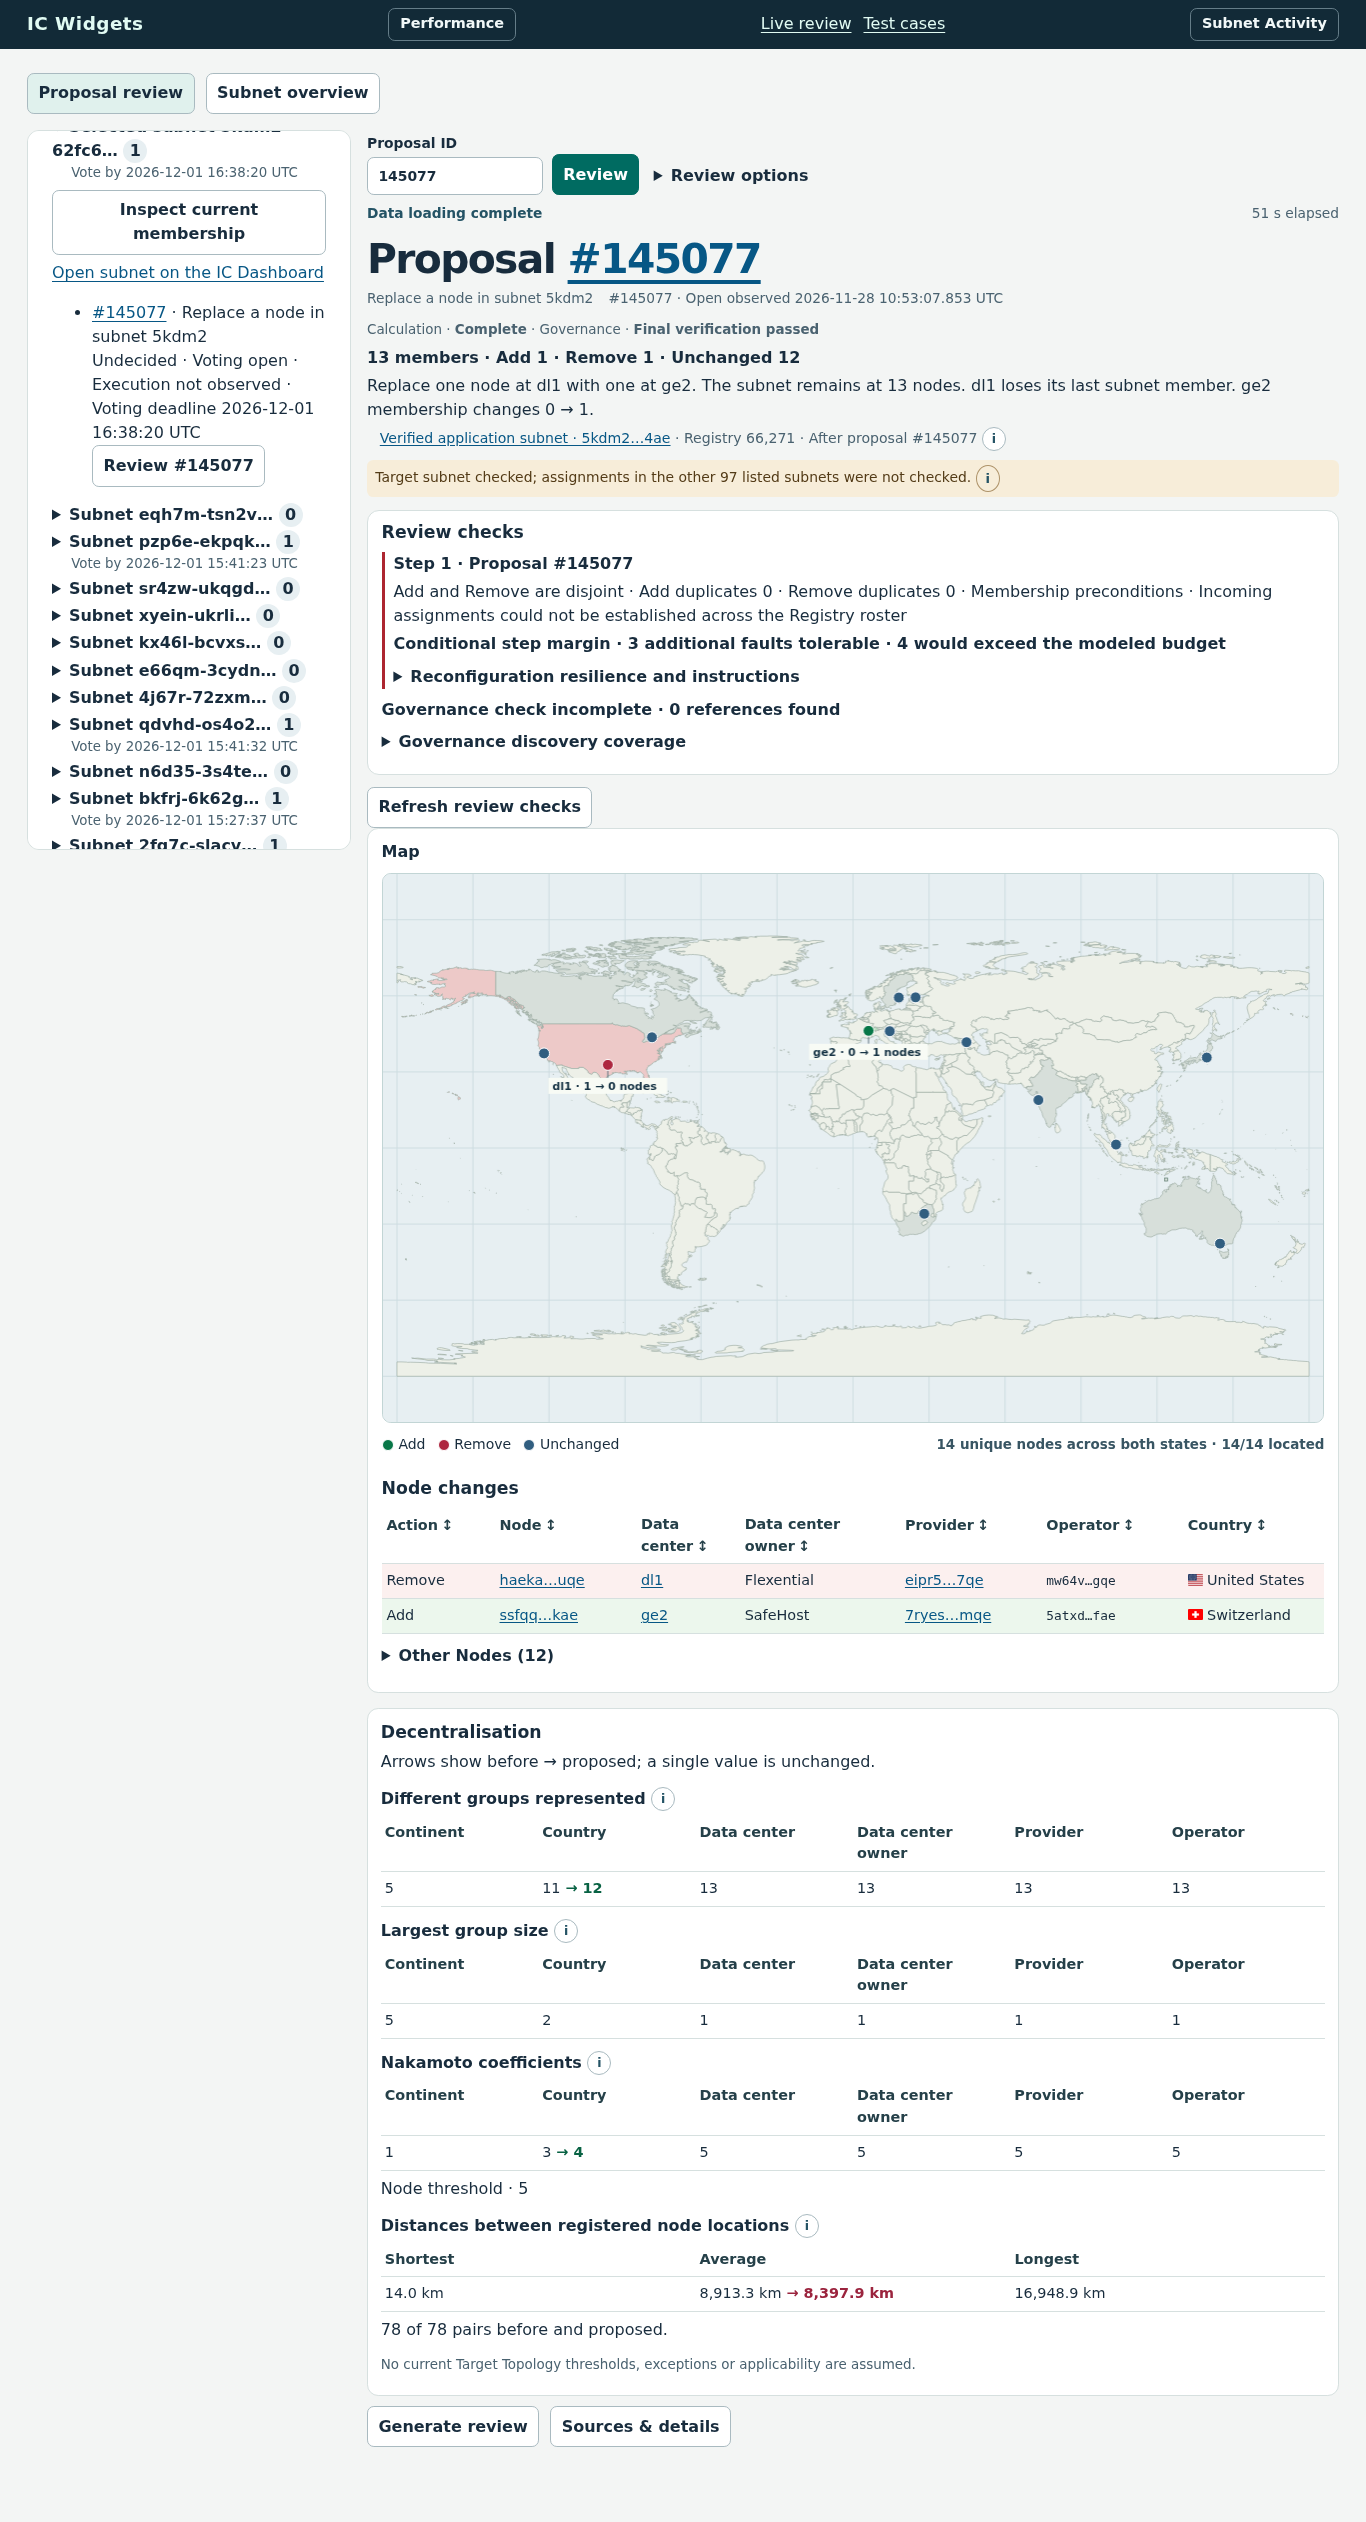 IC Widgets
Performance
Live review Test cases
Subnet Activity
Proposal review
Subnet overview
62fc6… 1
Vote by 2026-12-01 16:38:20 UTC
Inspect current
membership
Open subnet on the IC Dashboard
• #145077 · Replace a node in
subnet 5kdm2
Undecided · Voting open ·
Execution not observed ·
Voting deadline 2026-12-01
16:38:20 UTC
Review #145077
▶ Subnet eqh7m-tsn2v… 0
▶ Subnet pzp6e-ekpqk… 1
Vote by 2026-12-01 15:41:23 UTC
▶ Subnet sr4zw-ukqgd… 0
▶ Subnet xyein-ukrli… 0
▶ Subnet kx46l-bcvxs… 0
▶ Subnet e66qm-3cydn… 0
▶ Subnet 4j67r-72zxm… 0
▶ Subnet qdvhd-os4o2… 1
Vote by 2026-12-01 15:41:32 UTC
▶ Subnet n6d35-3s4te… 0
▶ Subnet bkfrj-6k62g… 1
Vote by 2026-12-01 15:27:37 UTC
▶ Subnet 2fq7c-slacv… 1
Proposal ID
145077
Review
▶ Review options
Data loading complete
51 s elapsed
Proposal #145077
Replace a node in subnet 5kdm2 #145077 · Open observed 2026-11-28 10:53:07.853 UTC
Calculation · Complete · Governance · Final verification passed
13 members · Add 1 · Remove 1 · Unchanged 12
Replace one node at dl1 with one at ge2. The subnet remains at 13 nodes. dl1 loses its last subnet member. ge2
membership changes 0 → 1.
Verified application subnet · 5kdm2…4ae · Registry 66,271 · After proposal #145077 i
Target subnet checked; assignments in the other 97 listed subnets were not checked. i
Review checks
Step 1 · Proposal #145077
Add and Remove are disjoint · Add duplicates 0 · Remove duplicates 0 · Membership preconditions · Incoming
assignments could not be established across the Registry roster
Conditional step margin · 3 additional faults tolerable · 4 would exceed the modeled budget
▶ Reconfiguration resilience and instructions
Governance check incomplete · 0 references found
▶ Governance discovery coverage
Refresh review checks
Map
ge2 · 0 → 1 nodes
dl1 · 1 → 0 nodes
Add Remove Unchanged
14 unique nodes across both states · 14/14 located
Node changes
Action ↕ Node ↕ Data center ↕ Data center owner ↕ Provider ↕ Operator ↕ Country ↕
Remove haeka…uqe dl1 Flexential eipr5…7qe mw64v…gqe United States
Add ssfqq…kae ge2 SafeHost 7ryes…mqe 5atxd…fae Switzerland
▶ Other Nodes (12)
Decentralisation
Arrows show before → proposed; a single value is unchanged.
Different groups represented i
Continent Country Data center Data center owner Provider Operator
5 11 → 12 13 13 13 13
Largest group size i
Continent Country Data center Data center owner Provider Operator
5 2 1 1 1 1
Nakamoto coefficients i
Continent Country Data center Data center owner Provider Operator
1 3 → 4 5 5 5 5
Node threshold · 5
Distances between registered node locations i
Shortest Average Longest
14.0 km 8,913.3 km → 8,397.9 km 16,948.9 km
78 of 78 pairs before and proposed.
No current Target Topology thresholds, exceptions or applicability are assumed.
Generate review
Sources & details